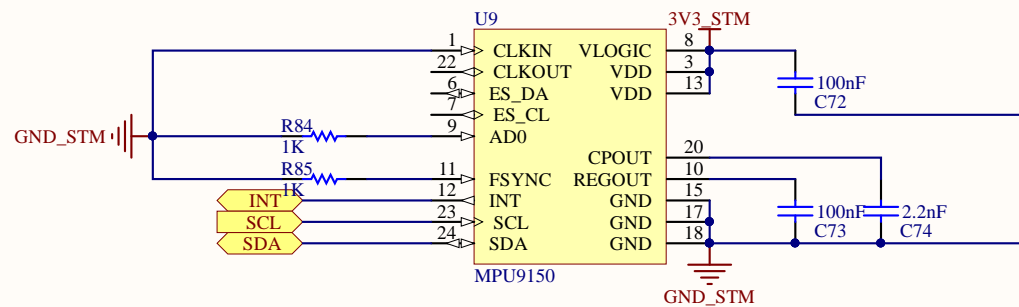 U9
3V3_STM
1 CLKIN VLOGIC 8
22 CLKOUT VDD 3
6 ES_DA VDD 13
7 ES_CL
100nF
C72
GND_STM
R84
1K
9 AD0
CPOUT 20
R85
1K
11 FSYNC REGOUT 10
INT 12 INT GND 15
100nF 2.2nF
SCL 23 SCL GND 17
C73 C74
SDA 24 SDA GND 18
MPU9150
GND_STM